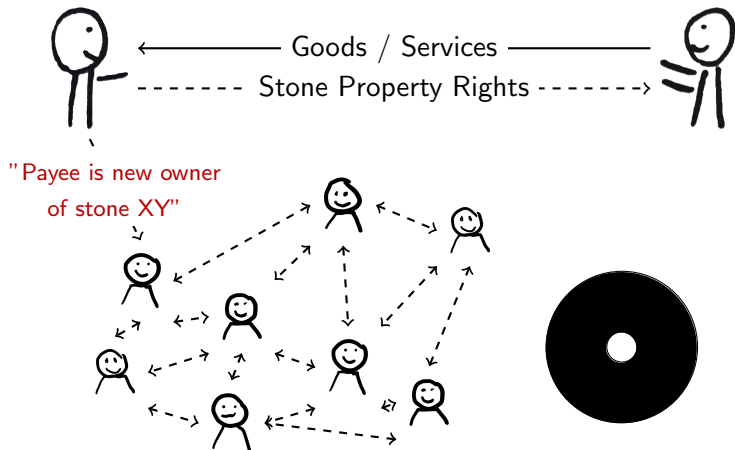 Goods / Services
Stone Property Rights
"Payee is new owner
of stone XY"